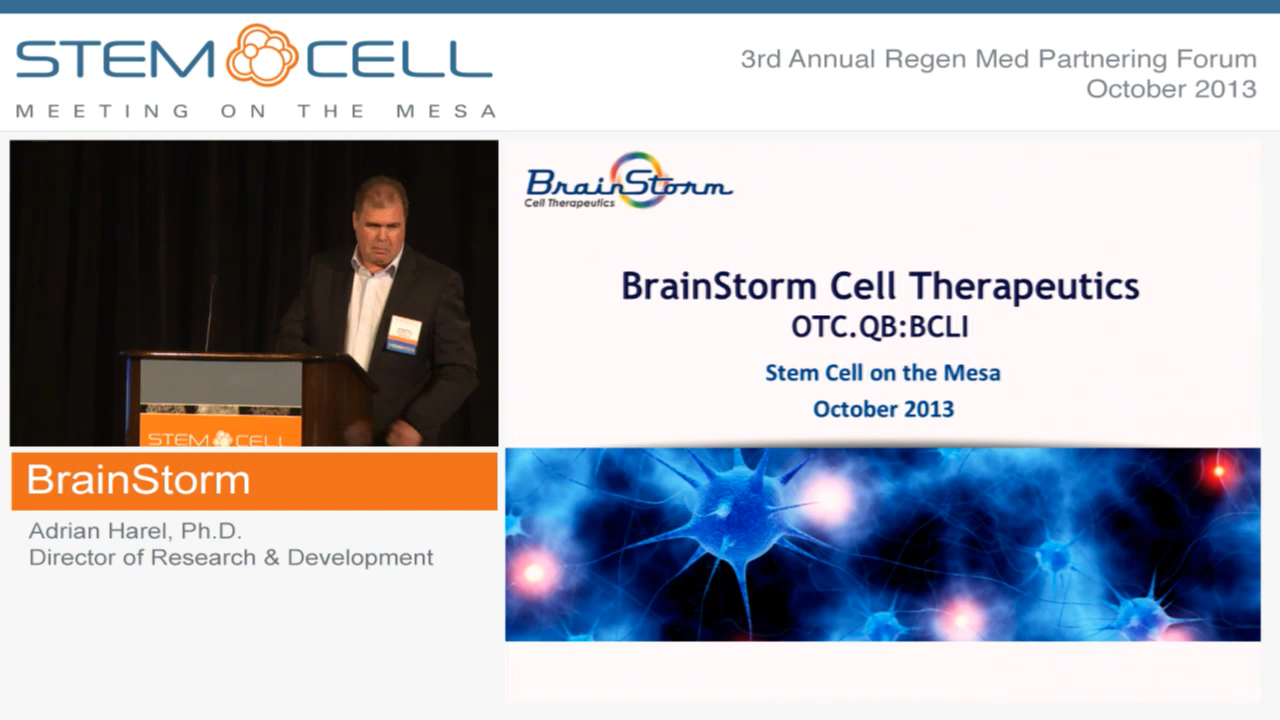 STEM CELL
MEETING ON THE MESA
3rd Annual Regen Med Partnering Forum
October 2013
BrainStorm
Cell Therapeutics
BrainStorm Cell Therapeutics
OTC.QB:BCLI
Stem Cell on the Mesa
October 2013
STEM CELL
BrainStorm
Adrian Harel, Ph.D.
Director of Research & Development